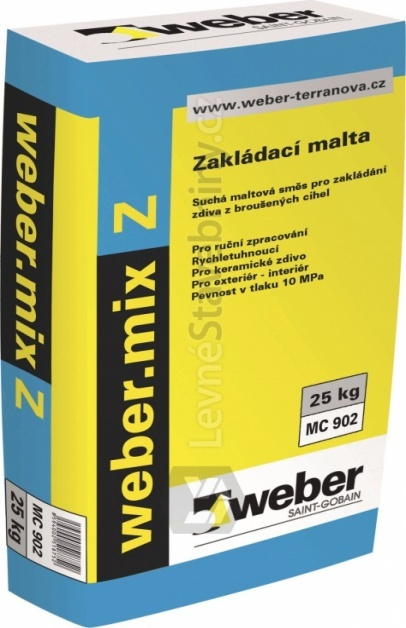 weber
SAINT-GOBAIN
www.weber-terranova.cz
Zakládací malta
Suchá maltová směs pro zakládání
zdiva z broušených cihel
Pro ruční zpracování
Rychletuhnoucí
Pro keramické zdivo
Pro exteriér - interiér
Pevnost v tlaku 10 MPa
25 kg
MC 902
weber
SAINT-GOBAIN
weber.mix Z
weber.mix Z
MC 902
25 kg
LevnéStavebniny.cz